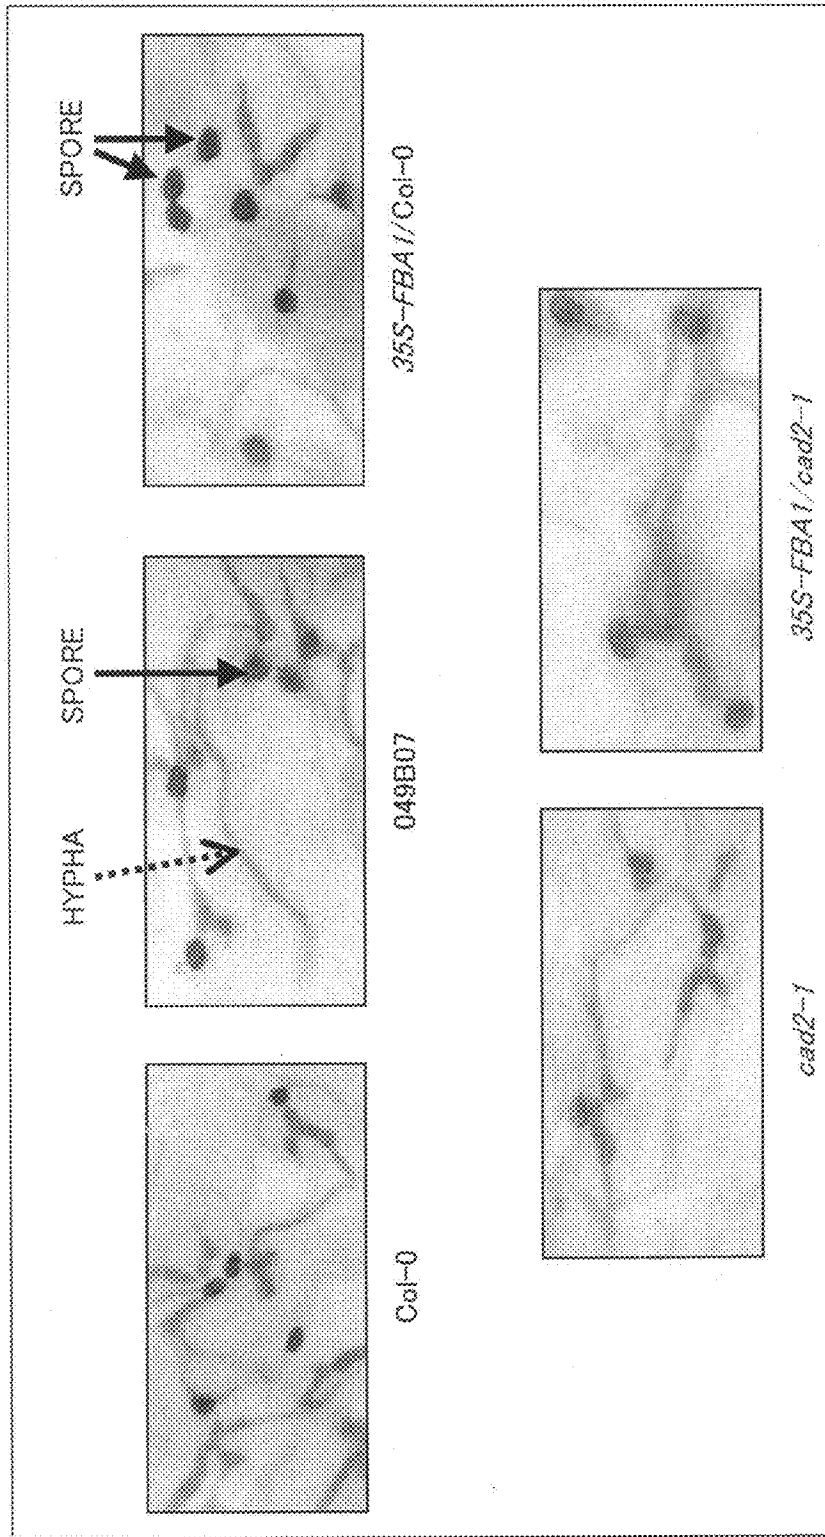 HYPHA
SPORE
SPORE
Col-0
049B07
35S-FBA1/Col-0
cad2-1
35S-FBA1/cad2-1